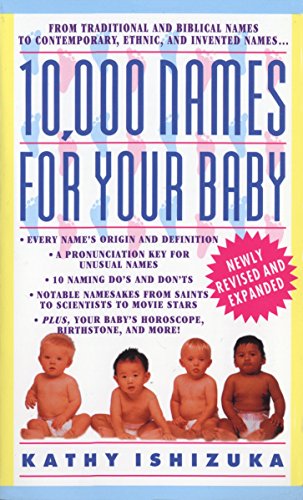 FROM TRADITIONAL AND BIBLICAL NAMES
TO CONTEMPORARY, ETHNIC, AND INVENTED NAMES...
10,000 NAMES
FOR YOUR BABY
• EVERY NAME'S ORIGIN AND DEFINITION
• A PRONUNCIATION KEY FOR
UNUSUAL NAMES
• 10 NAMING DO'S AND DON'TS
• NOTABLE NAMESAKES FROM SAINTS
TO SCIENTISTS TO MOVIE STARS
• PLUS, YOUR BABY'S HOROSCOPE,
BIRTHSTONE, AND MORE!
NEWLY
REVISED AND
EXPANDED
KATHY ISHIZUKA